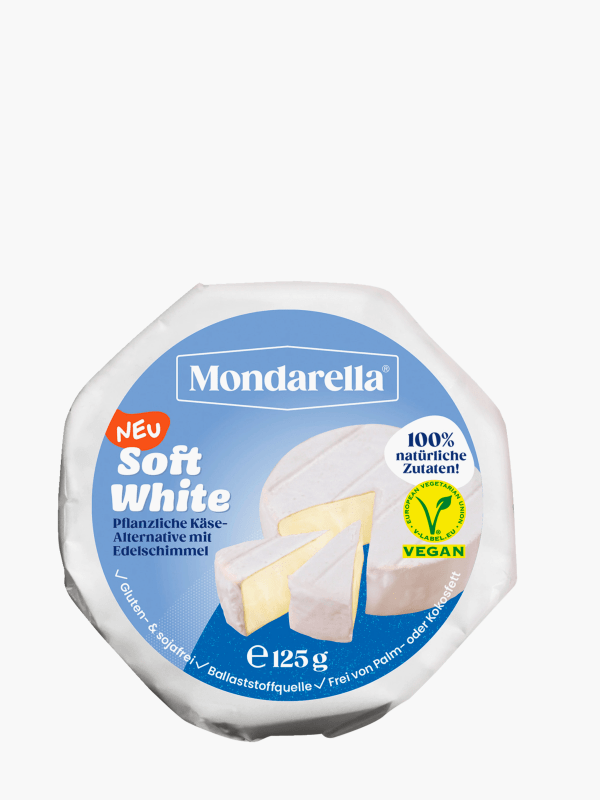 Mondarella®
NEU
Soft
White
Pflanzliche Käse-
Alternative mit
Edelschimmel
100%
natürliche
Zutaten!
EUROPEAN VEGETARIAN UNION
V-LABEL.EU
VEGAN
✓ Gluten- & sojafrei ✓ Ballaststoffquelle ✓ Frei von Palm- oder Kokosfett
℮125 g